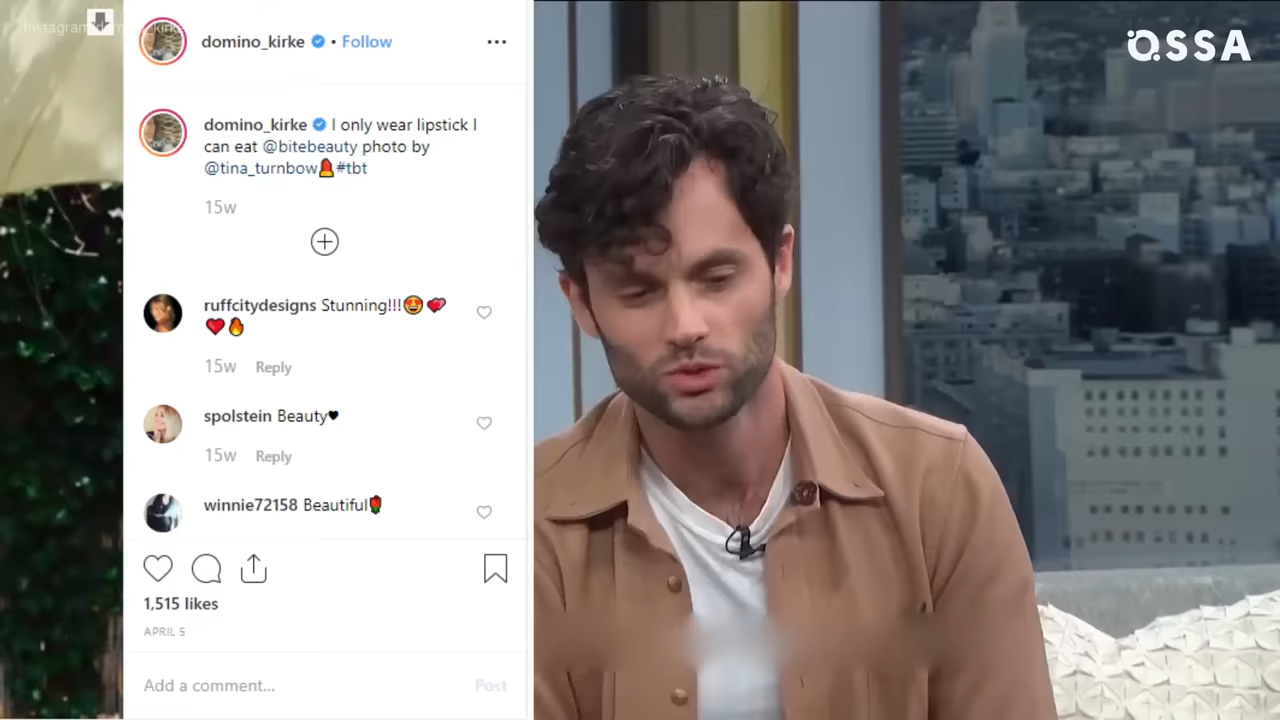 domino_kirke • Follow
domino_kirke I only wear lipstick I
can eat @bitebeauty photo by
@tina_turnbow #tbt
15w
ruffcitydesigns Stunning!!!
15w Reply
spolstein Beauty
15w Reply
winnie72158 Beautiful
1,515 likes
APRIL 5
Add a comment... Post
OSSA